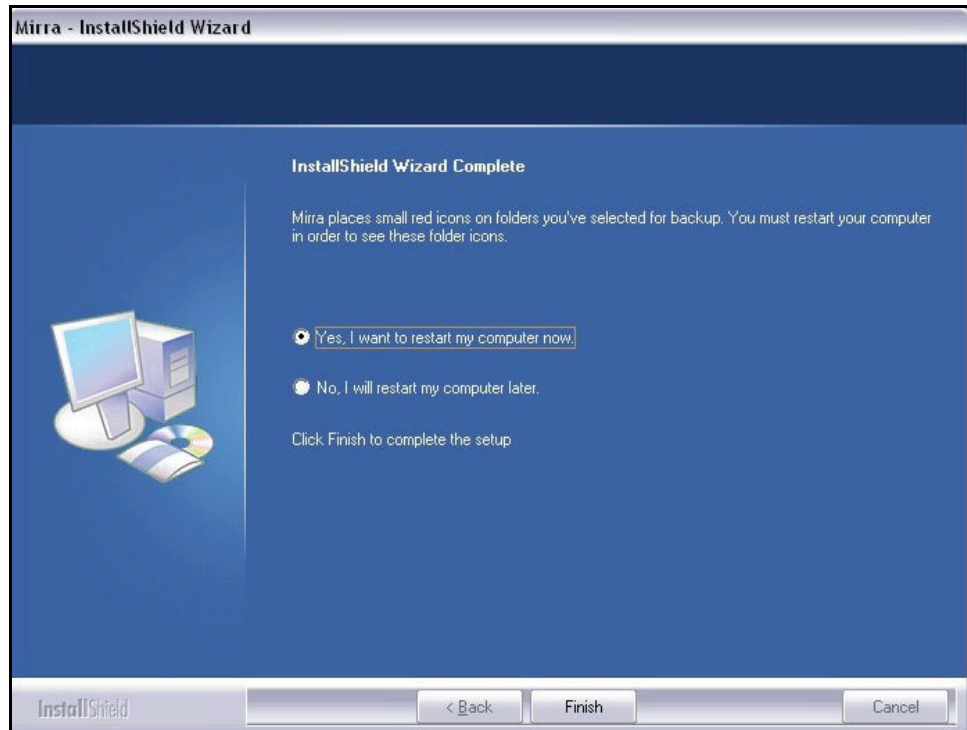 Mirra - InstallShield Wizard
InstallShield Wizard Complete
Mirra places small red icons on folders you've selected for backup. You must restart your computer
in order to see these folder icons.
Yes, I want to restart my computer now.
No, I will restart my computer later.
Click Finish to complete the setup
InstallShield
< Back
Finish
Cancel